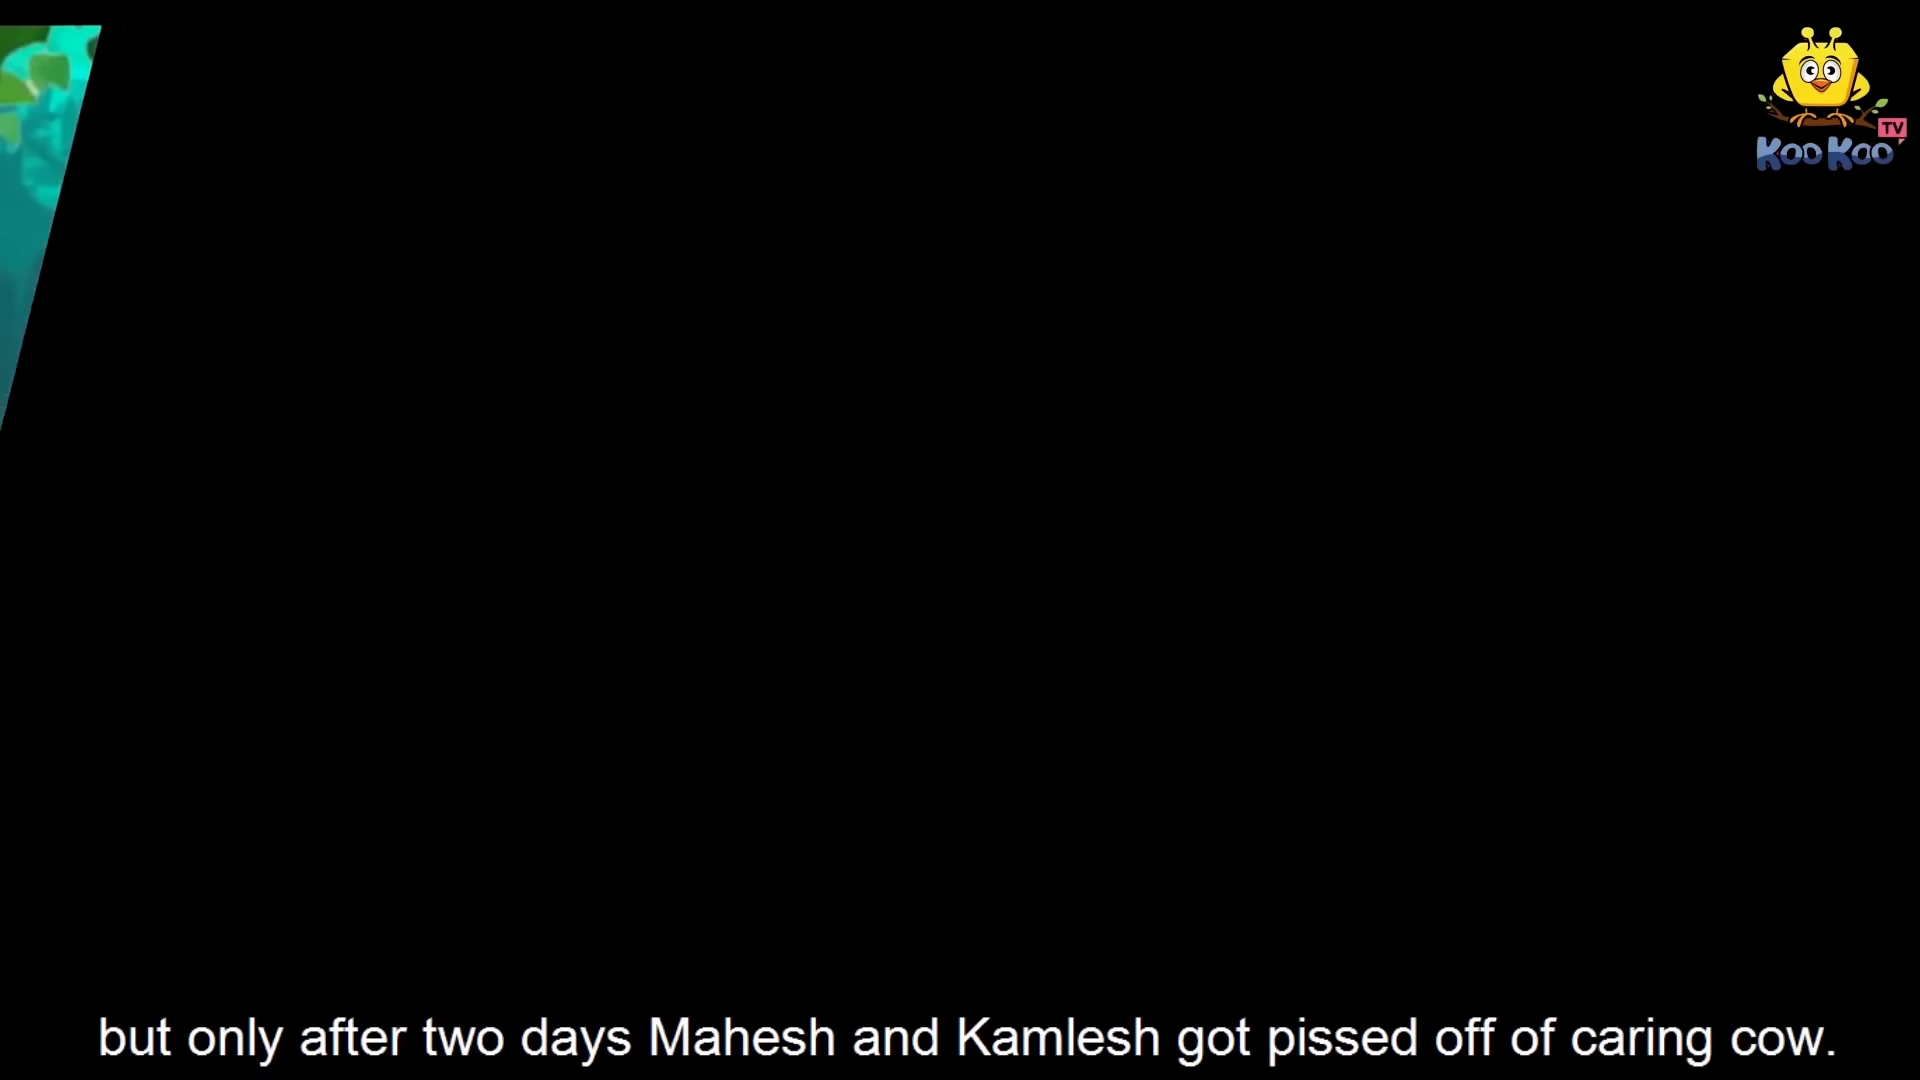 TV
Koo Koo
but only after two days Mahesh and Kamlesh got pissed off of caring cow.